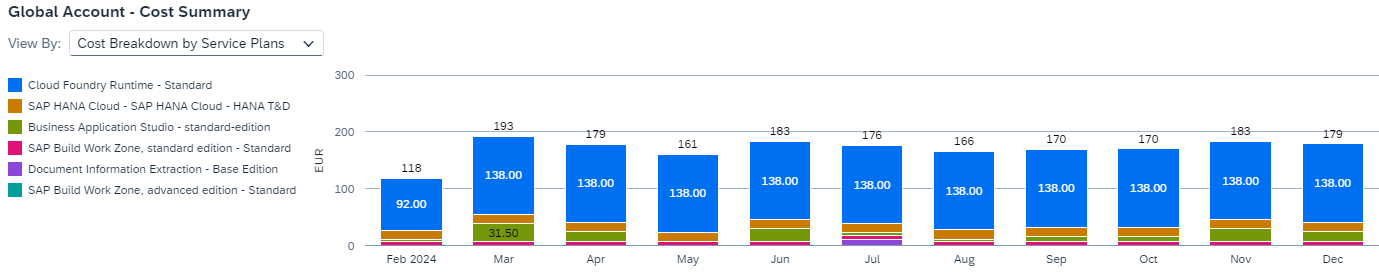 Global Account - Cost Summary
View By: Cost Breakdown by Service Plans
Cloud Foundry Runtime - Standard
SAP HANA Cloud - SAP HANA Cloud - HANA T&D
Business Application Studio - standard-edition
SAP Build Work Zone, standard edition - Standard
Document Information Extraction - Base Edition
SAP Build Work Zone, advanced edition - Standard
EUR
300
200
100
0
118 193 179 161 183 176 166 170 170 183 179
92.00 138.00 138.00 138.00 138.00 138.00 138.00 138.00 138.00 138.00 138.00
31.50
Feb 2024 Mar Apr May Jun Jul Aug Sep Oct Nov Dec